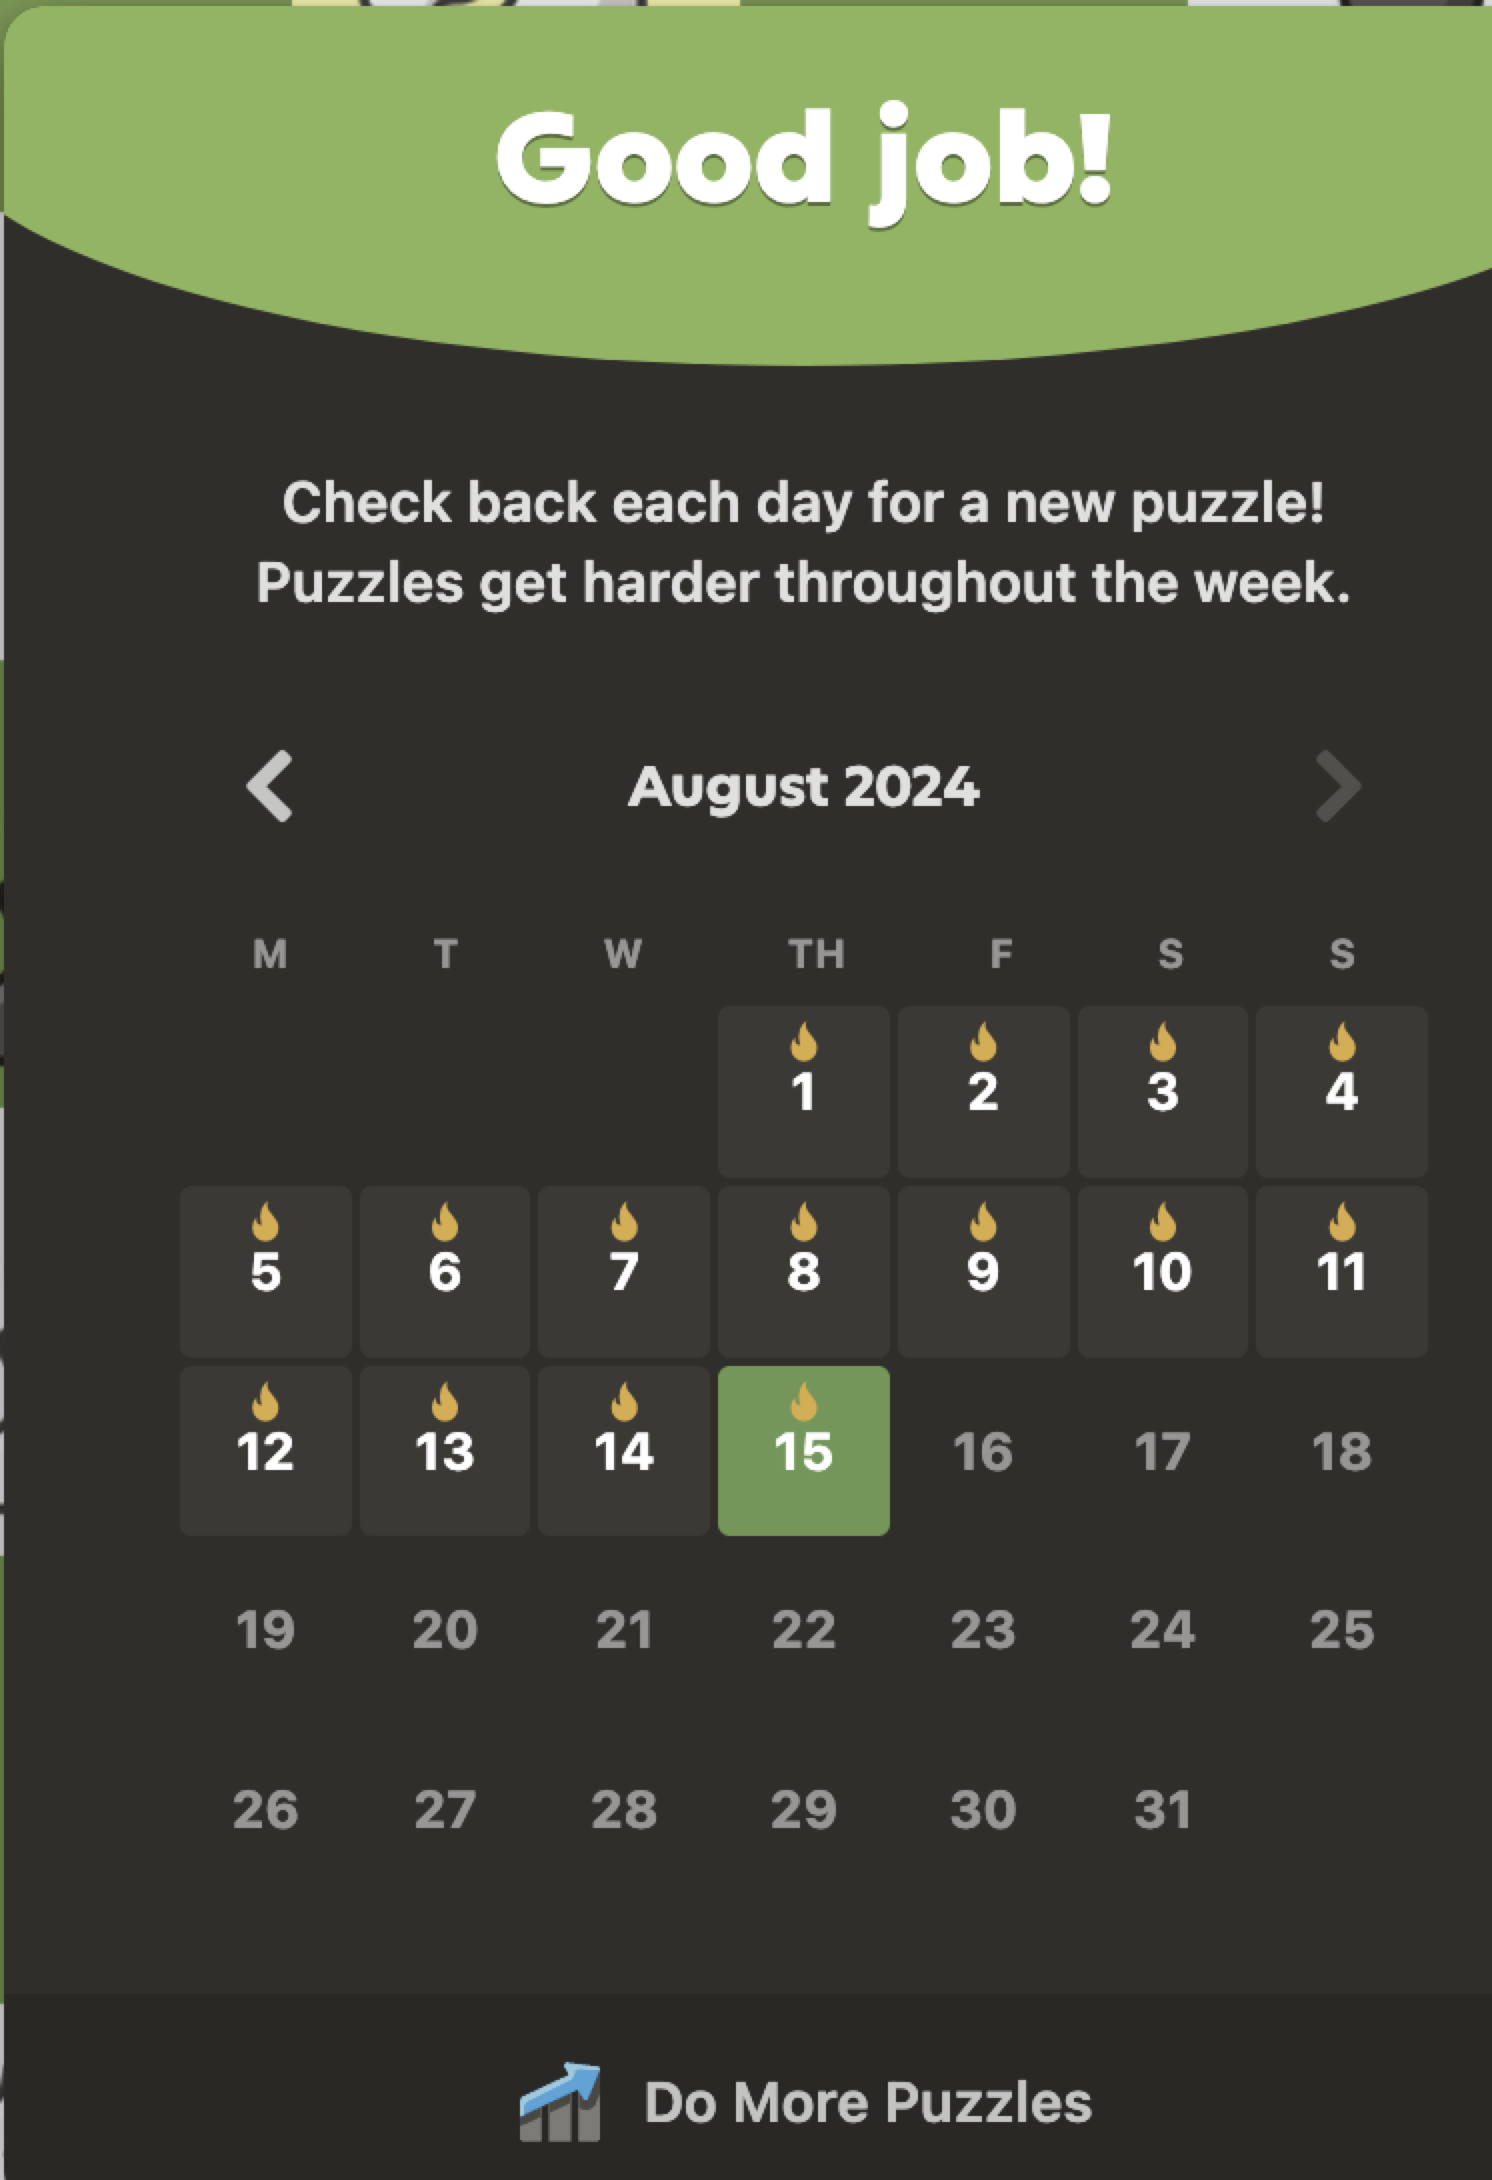 Good job!
Check back each day for a new puzzle!
Puzzles get harder throughout the week.
August 2024
M T W TH F S S
1 2 3 4
5 6 7 8 9 10 11
12 13 14 15 16 17 18
19 20 21 22 23 24 25
26 27 28 29 30 31
Do More Puzzles